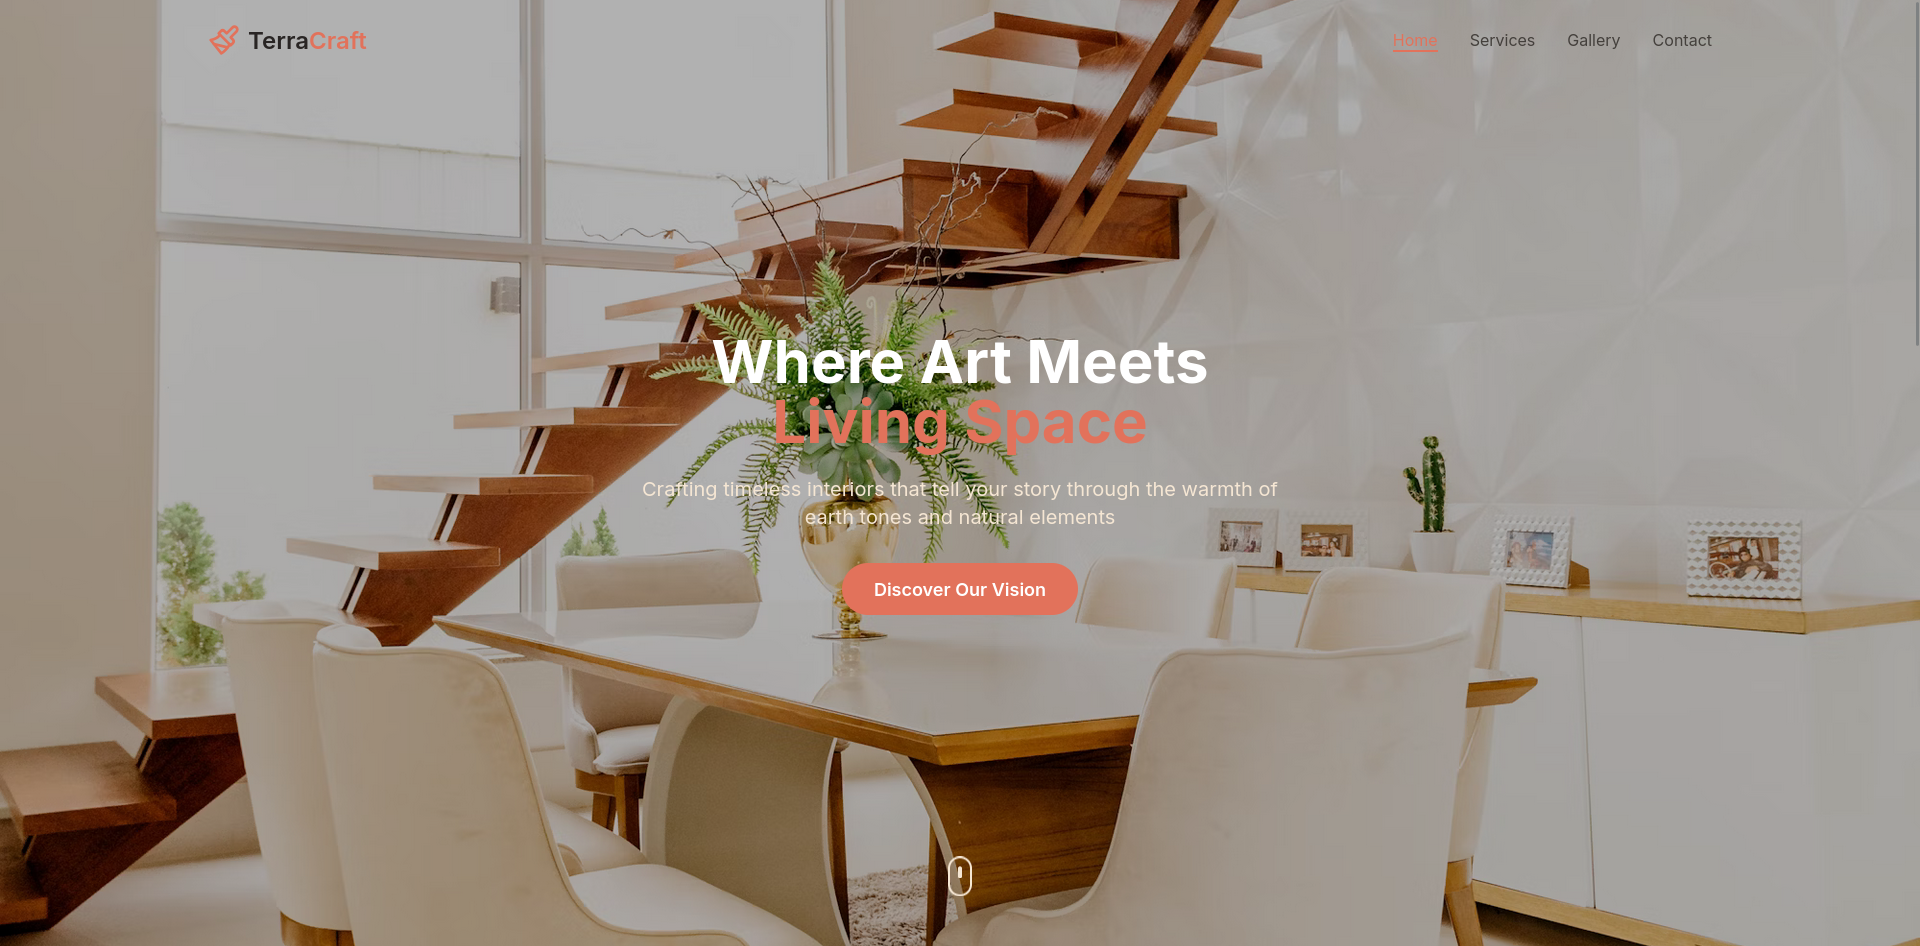 TerraCraft
Home Services Gallery Contact
Where Art Meets
Living Space
Crafting timeless interiors that tell your story through the warmth of
earth tones and natural elements
Discover Our Vision